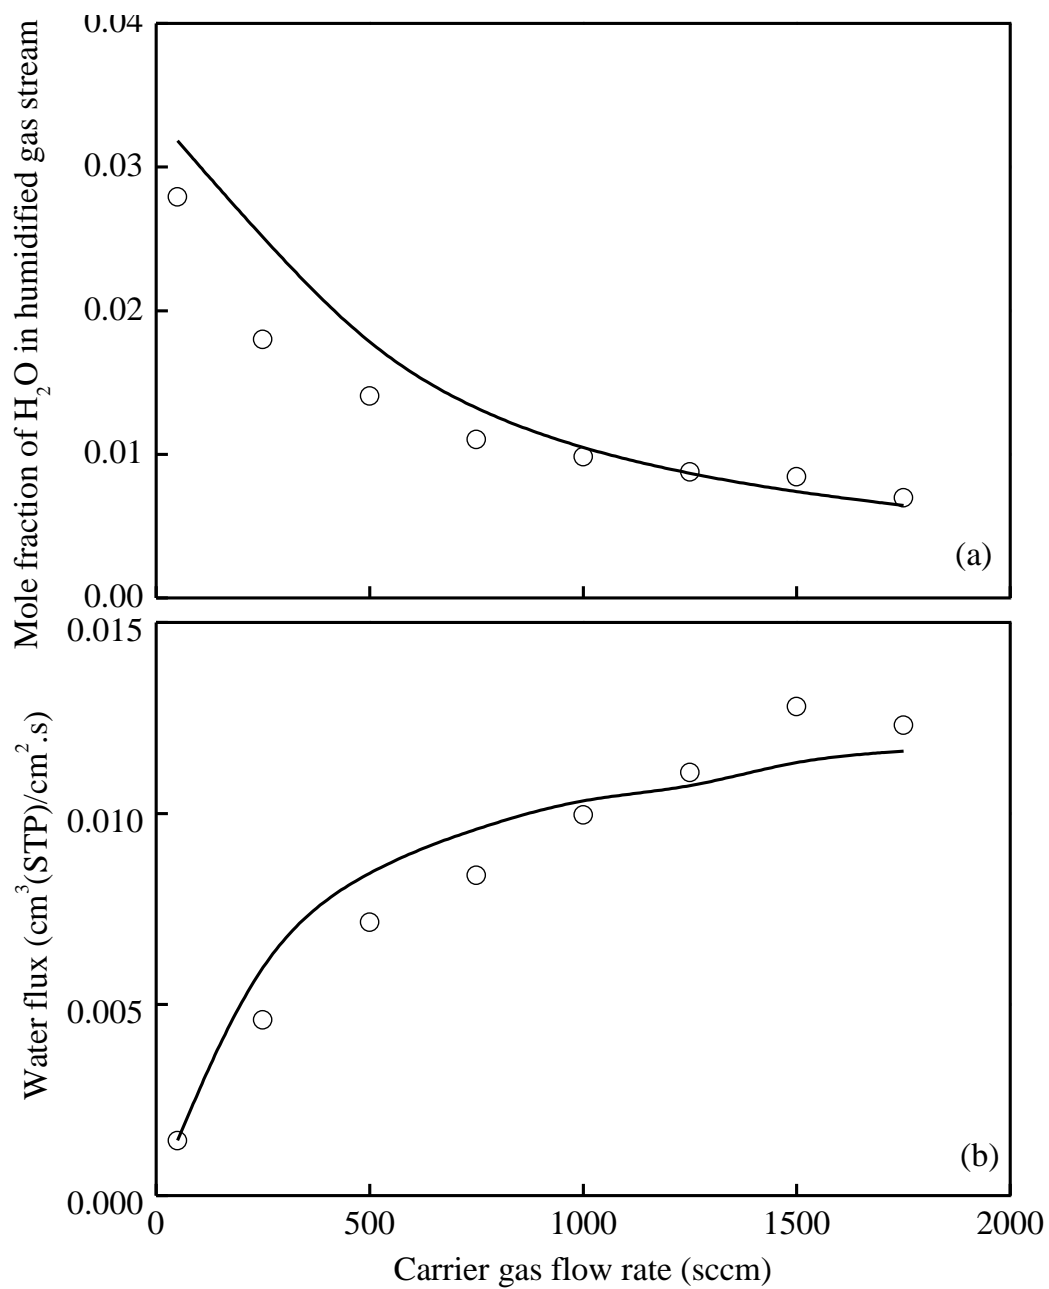 Mole fraction of H2O in humidified gas stream
0.04
0.03
0.02
0.01
0.00
(a)
Water flux (cm3(STP)/cm2.s)
0.015
0.010
0.005
0.000
(b)
0 500 1000 1500 2000
Carrier gas flow rate (sccm)